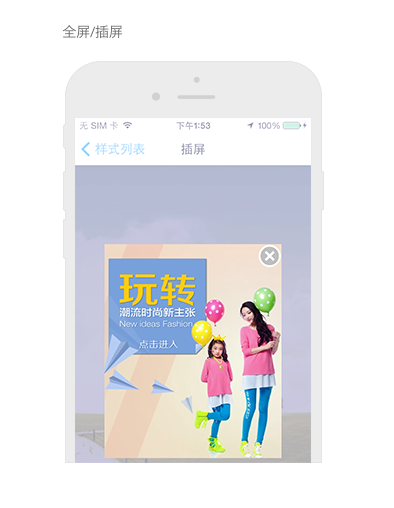 全屏/插屏
无 SIM 卡 下午1:53 100%
样式列表 插屏
玩转
潮流时尚新主张
New ideas Fashion
点击进入